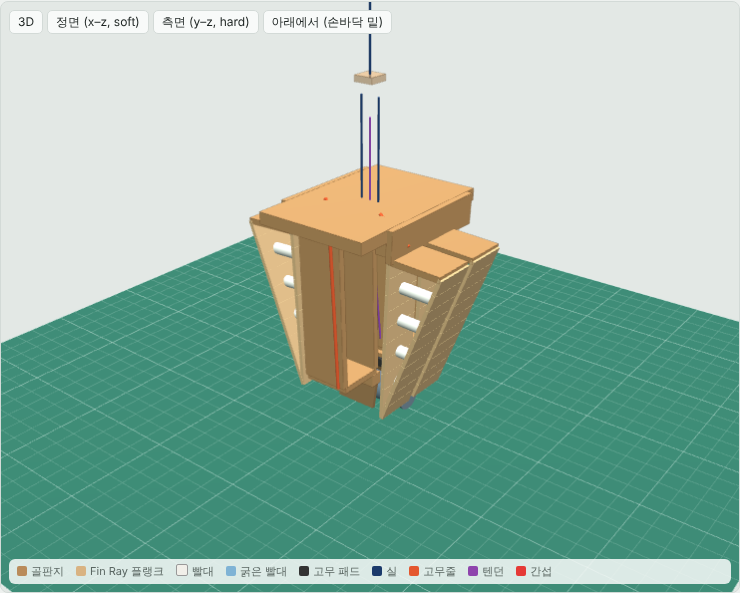 3D 정면 (x–z, soft) 측면 (y–z, hard) 아래에서 (손바닥 밑)
골판지 Fin Ray 플랭크 빨대 굵은 빨대 고무 패드 실 고무줄 텐던 간섭